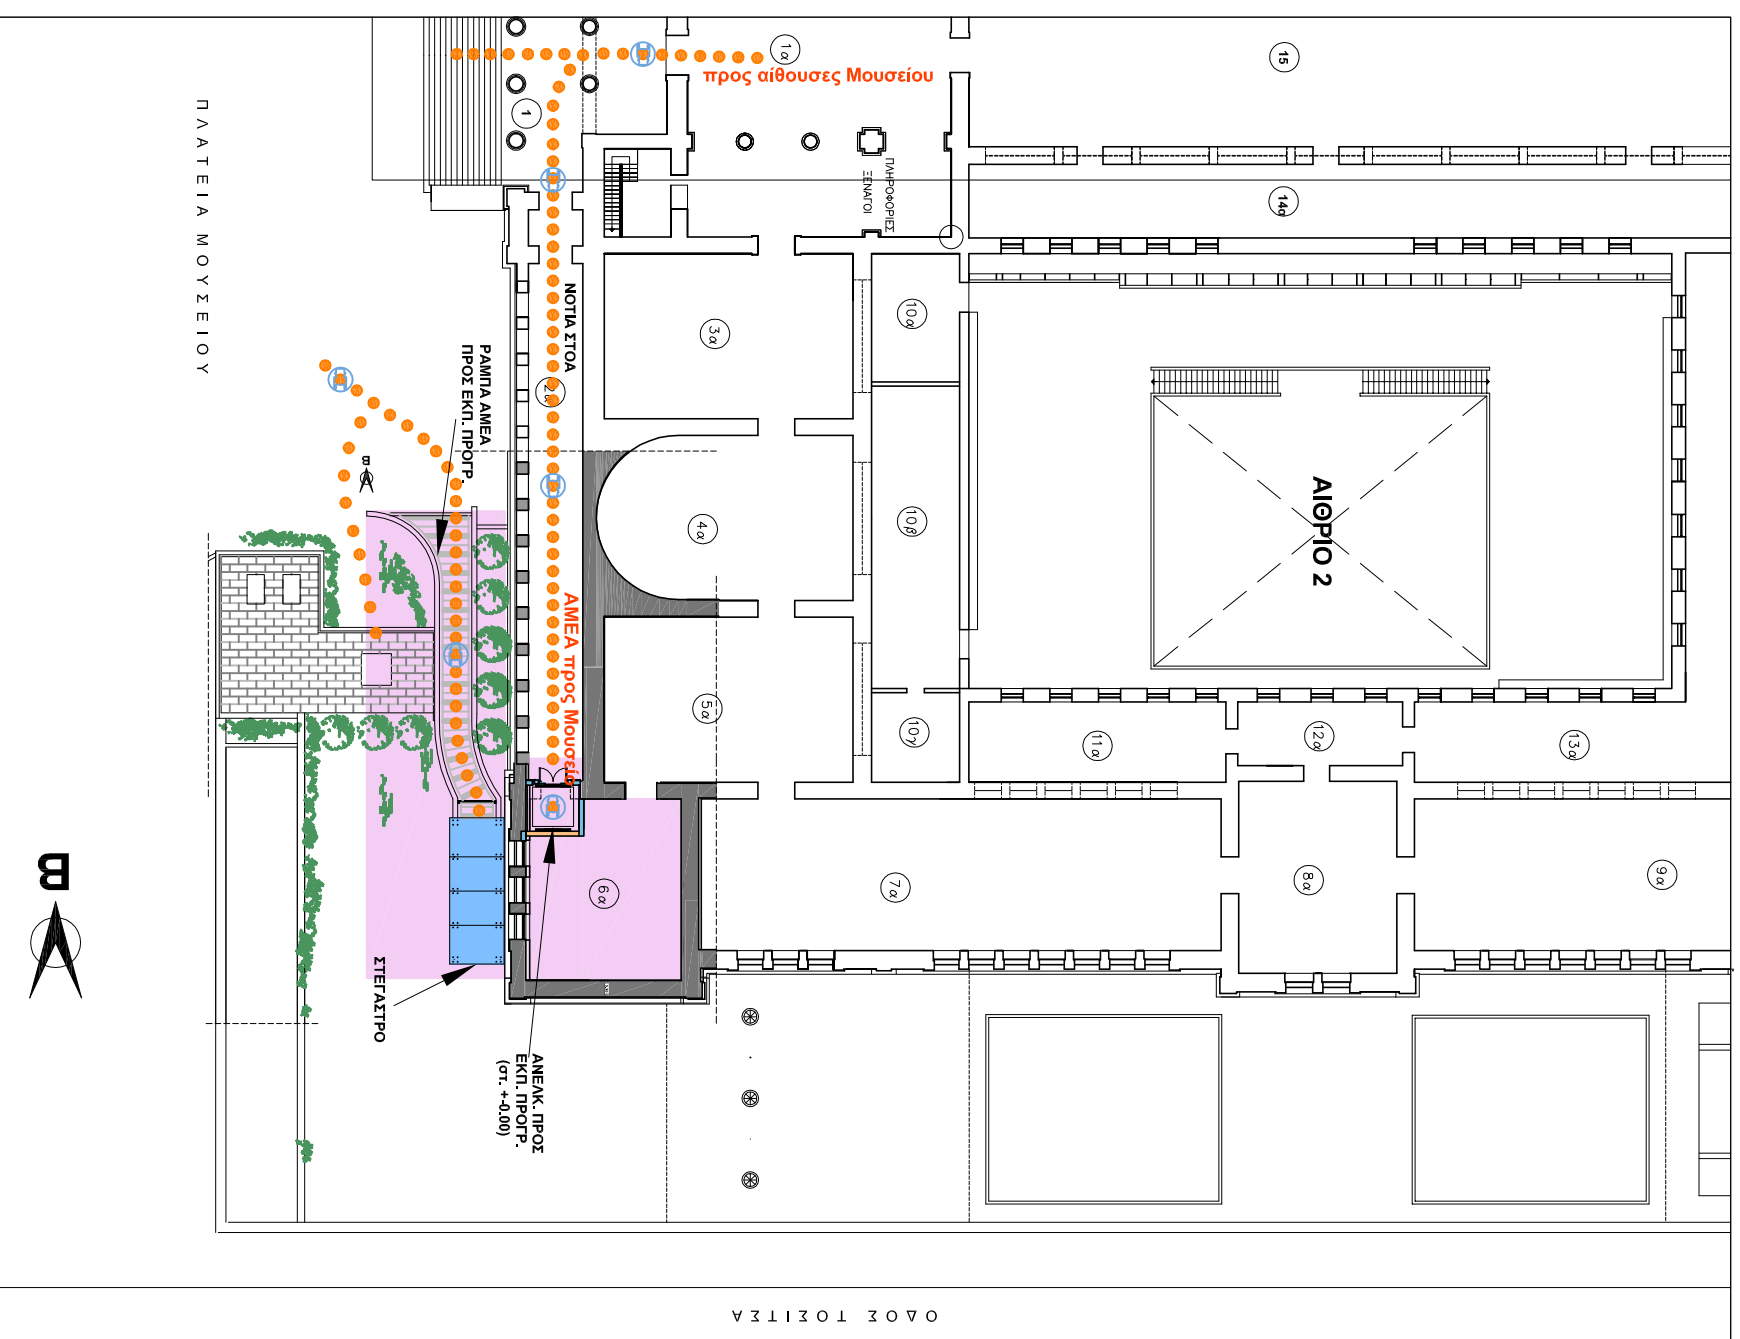 ΠΛΑΤΕΙΑ ΜΟΥΣΕΙΟΥ
προς αίθουσες Μουσείου
1α
1
15
14α
ΠΛΗΡΟΦΟΡΙΕΣ
ΞΕΝΑΓΟΙ
ΝΟΤΙΑ ΣΤΟΑ
2α
3α
10α
ΡΑΜΠΑ ΑΜΕΑ
ΠΡΟΣ ΕΚΠ. ΠΡΟΓΡ.
Β
4α
10β
ΑΙΘΡΙΟ 2
ΑΜΕΑ προς Μουσείο
5α
10γ
11α
12α
13α
6α
7α
8α
9α
Β
ΣΤΕΓΑΣΤΡΟ
ΑΝΕΛΚ. ΠΡΟΣ
ΕΚΠ. ΠΡΟΓΡ.
(στ. +-0.00)
ΟΔΟΣ ΤΟΣΙΤΣΑ